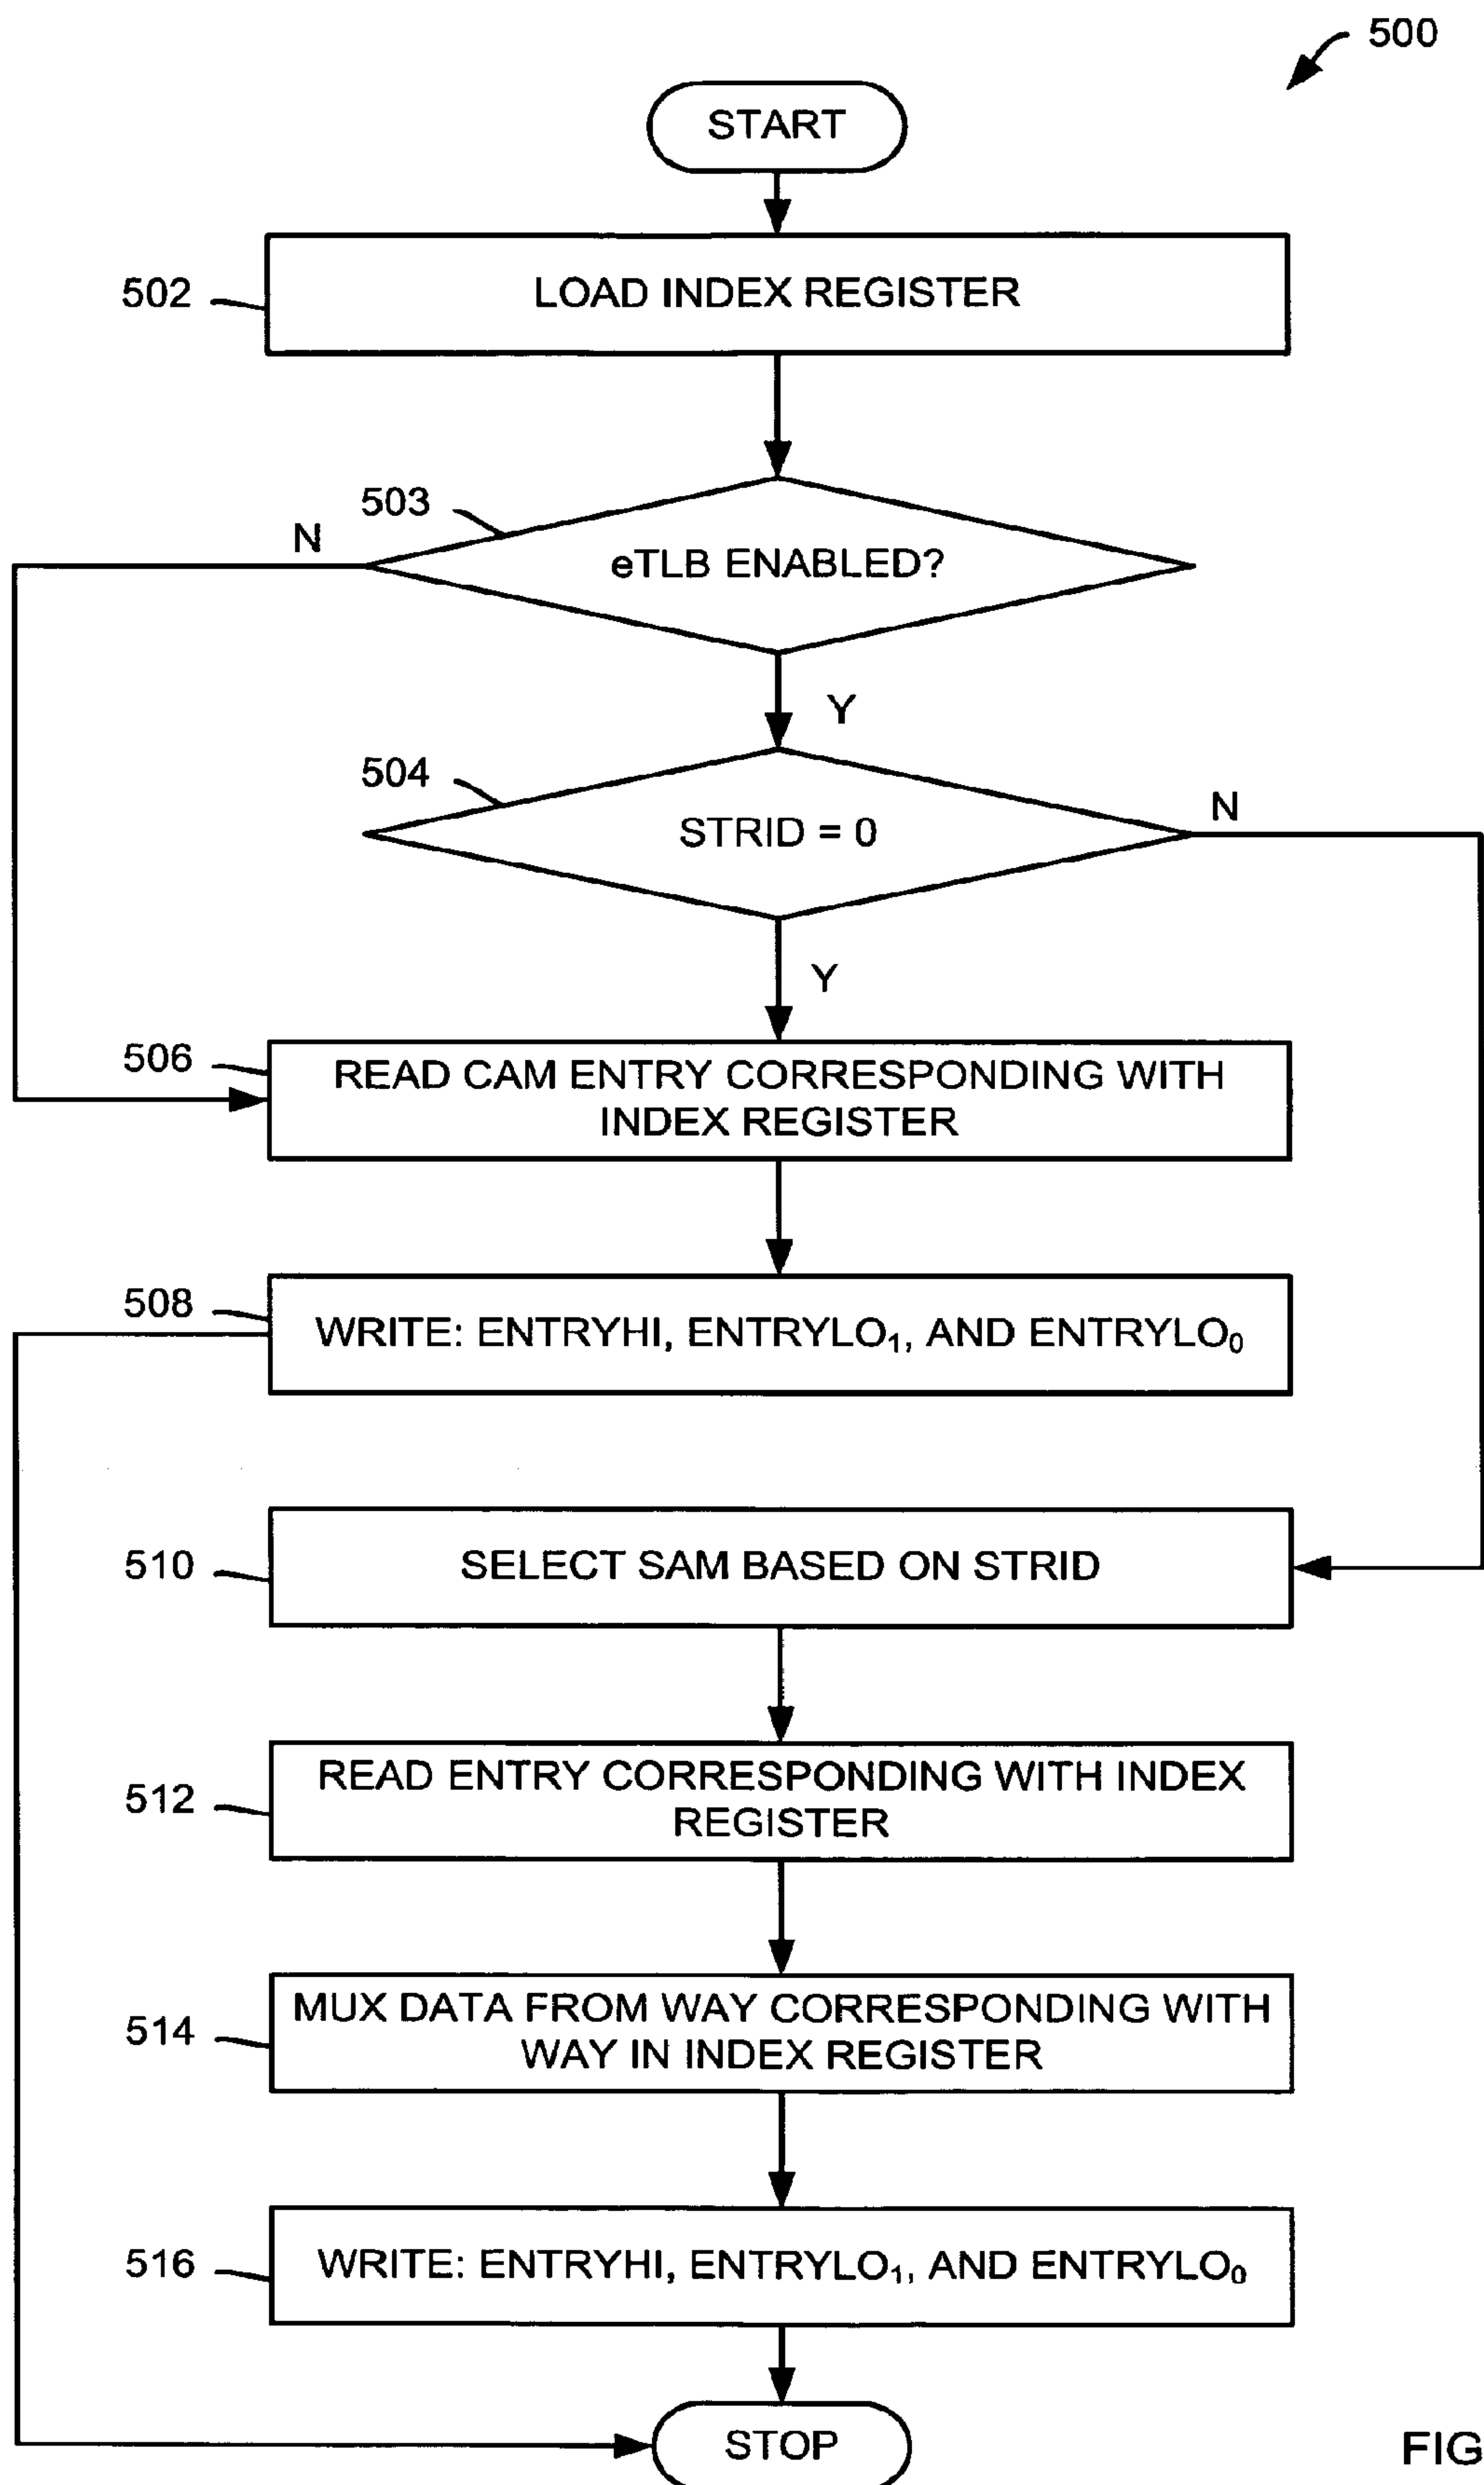 500
START
502
LOAD INDEX REGISTER
503
N
eTLB ENABLED?
Y
504
N
STRID = 0
Y
506
READ CAM ENTRY CORRESPONDING WITH
INDEX REGISTER
508
WRITE: ENTRYHI, ENTRYLO₁, AND ENTRYLO₀
510
SELECT SAM BASED ON STRID
512
READ ENTRY CORRESPONDING WITH INDEX
REGISTER
514
MUX DATA FROM WAY CORRESPONDING WITH
WAY IN INDEX REGISTER
516
WRITE: ENTRYHI, ENTRYLO₁, AND ENTRYLO₀
STOP
FIG